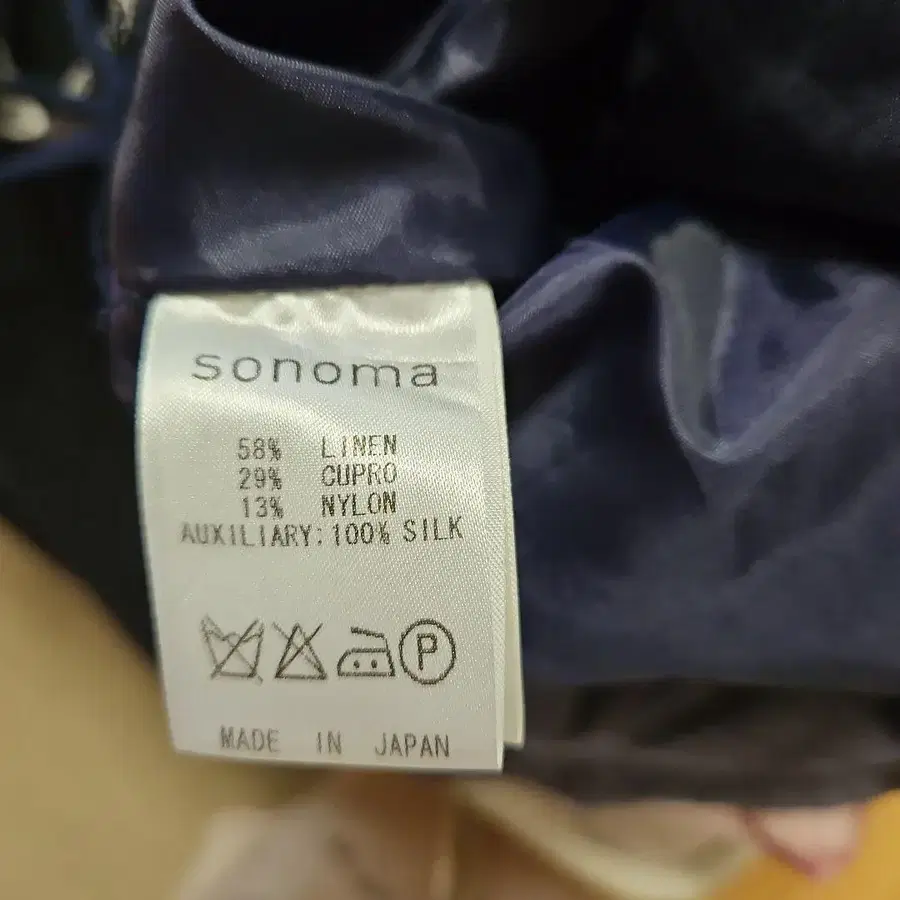 sonoma
58% LINEN
29% CUPRO
13% NYLON
AUXILIARY:100% SILK
P
MADE IN JAPAN